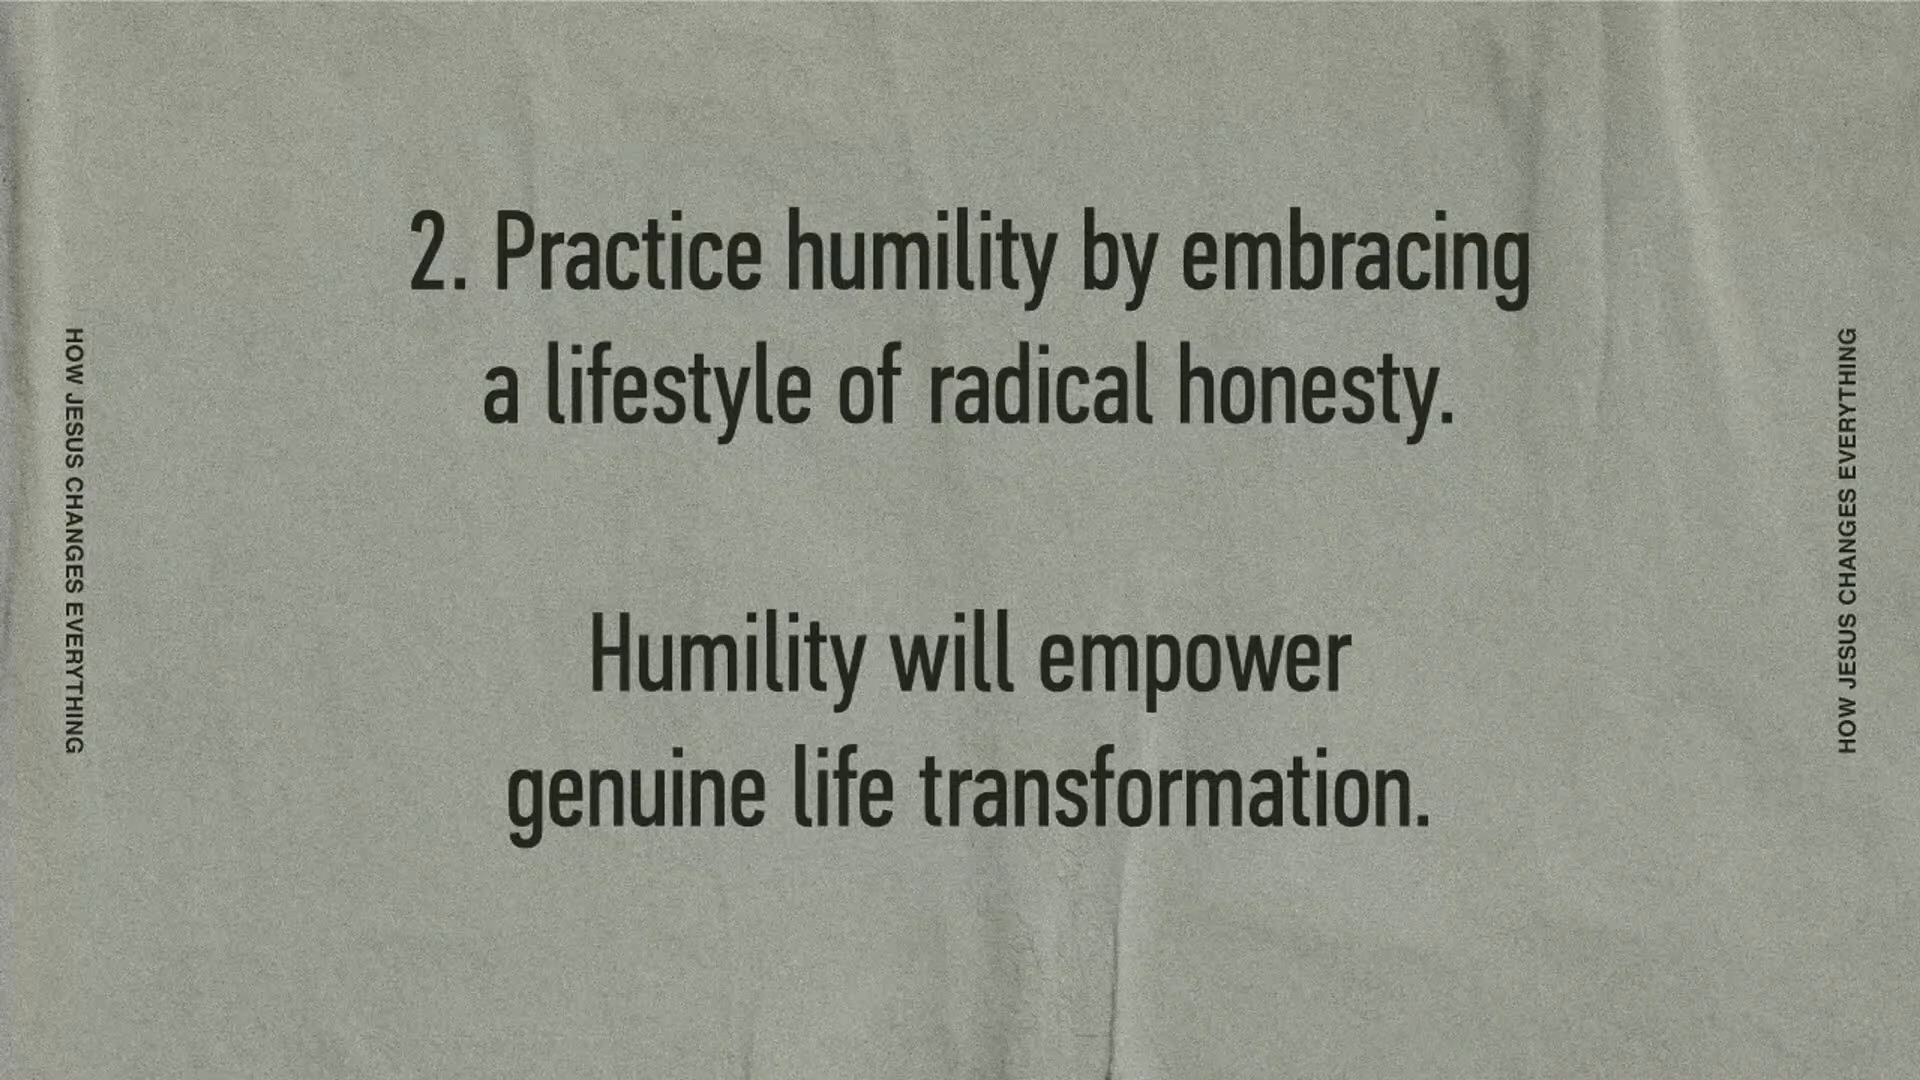 2. Practice humility by embracing
a lifestyle of radical honesty.
Humility will empower
genuine life transformation.
HOW JESUS CHANGES EVERYTHING
HOW JESUS CHANGES EVERYTHING